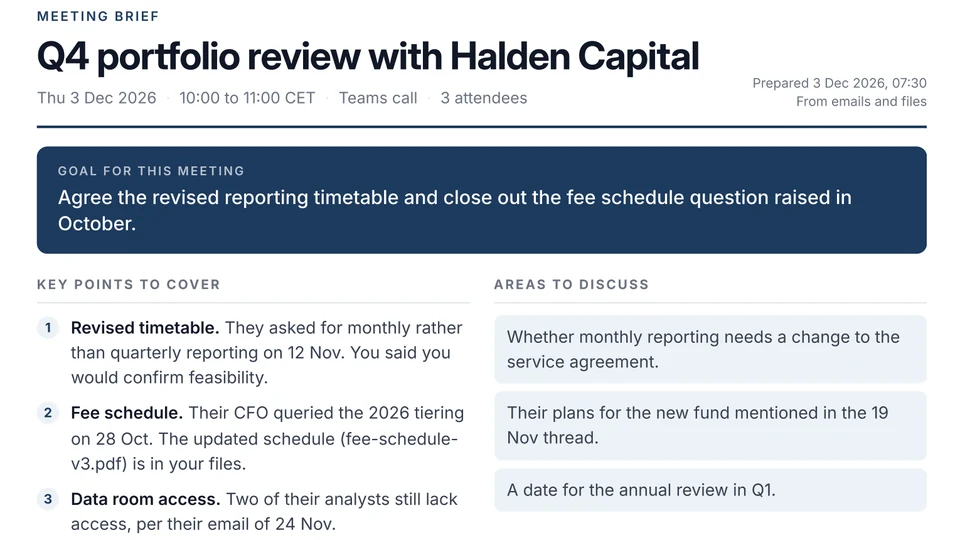 MEETING BRIEF
Q4 portfolio review with Halden Capital
Thu 3 Dec 2026 · 10:00 to 11:00 CET · Teams call · 3 attendees
Prepared 3 Dec 2026, 07:30
From emails and files
GOAL FOR THIS MEETING
Agree the revised reporting timetable and close out the fee schedule question raised in
October.
KEY POINTS TO COVER
1 Revised timetable. They asked for monthly rather
than quarterly reporting on 12 Nov. You said you
would confirm feasibility.
2 Fee schedule. Their CFO queried the 2026 tiering
on 28 Oct. The updated schedule (fee-schedule-
v3.pdf) is in your files.
3 Data room access. Two of their analysts still lack
access, per their email of 24 Nov.
AREAS TO DISCUSS
Whether monthly reporting needs a change to the
service agreement.
Their plans for the new fund mentioned in the 19
Nov thread.
A date for the annual review in Q1.